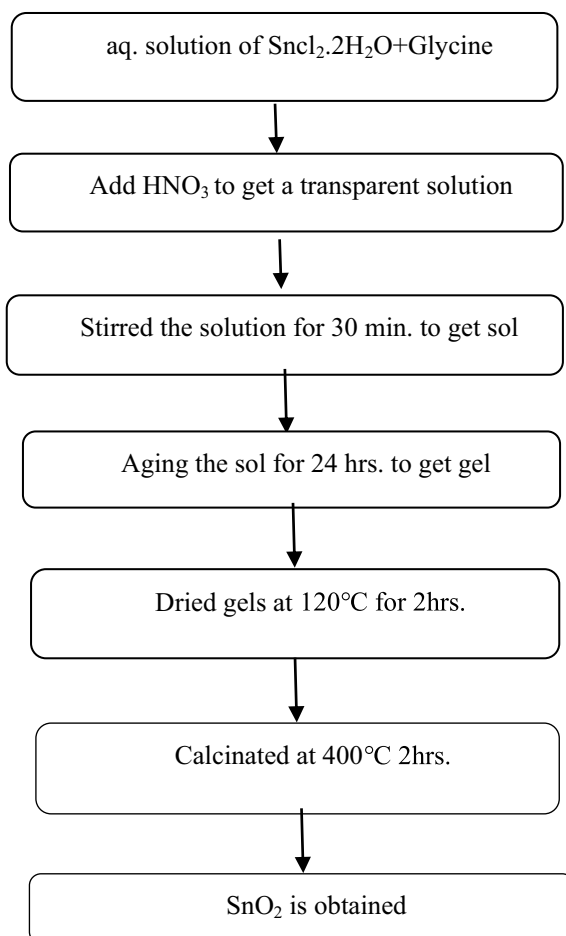 aq. solution of Sncl₂.2H₂O+Glycine
Add HNO₃ to get a transparent solution
Stirred the solution for 30 min. to get sol
Aging the sol for 24 hrs. to get gel
Dried gels at 120°C for 2hrs.
Calcinated at 400°C 2hrs.
SnO₂ is obtained